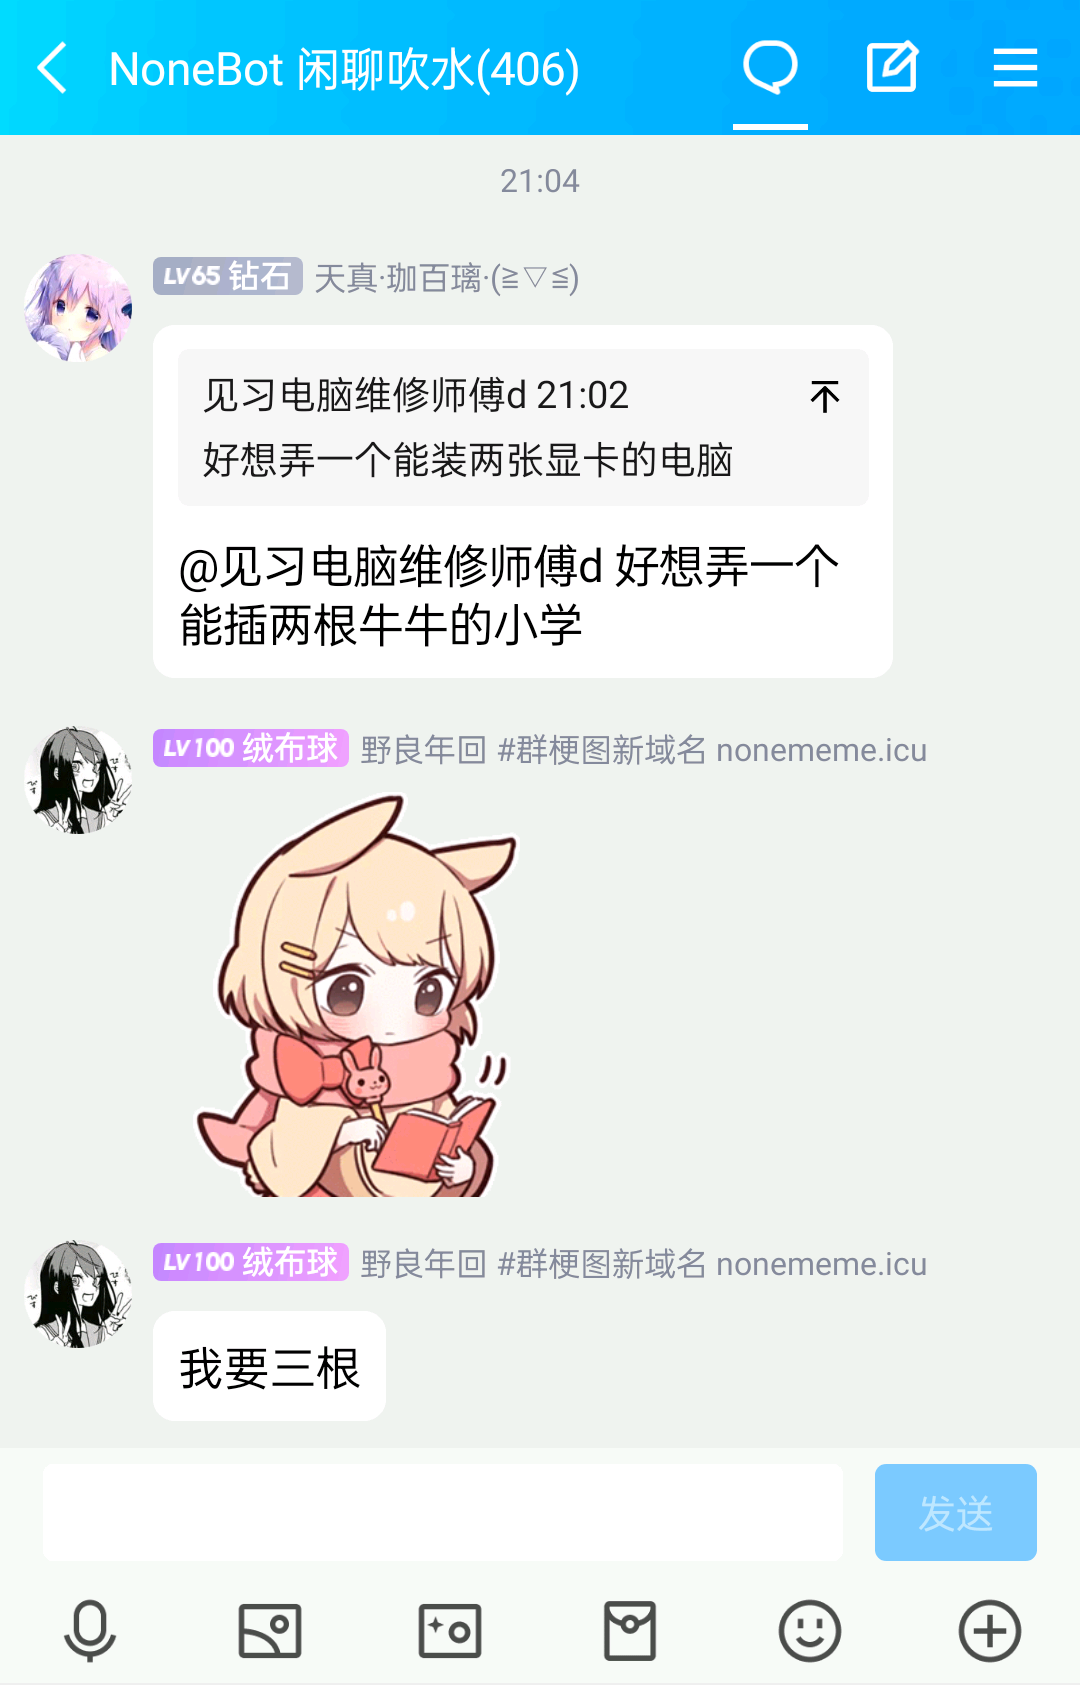 NoneBot 闲聊吹水(406)
21:04
LV65 钻石 天真·珈百璃·(≧▽≦)
见习电脑维修师傅d 21:02
好想弄一个能装两张显卡的电脑
@见习电脑维修师傅d 好想弄一个
能插两根牛牛的小学
LV100 绒布球 野良年回 #群梗图新域名 nonememe.icu
LV100 绒布球 野良年回 #群梗图新域名 nonememe.icu
我要三根
发送